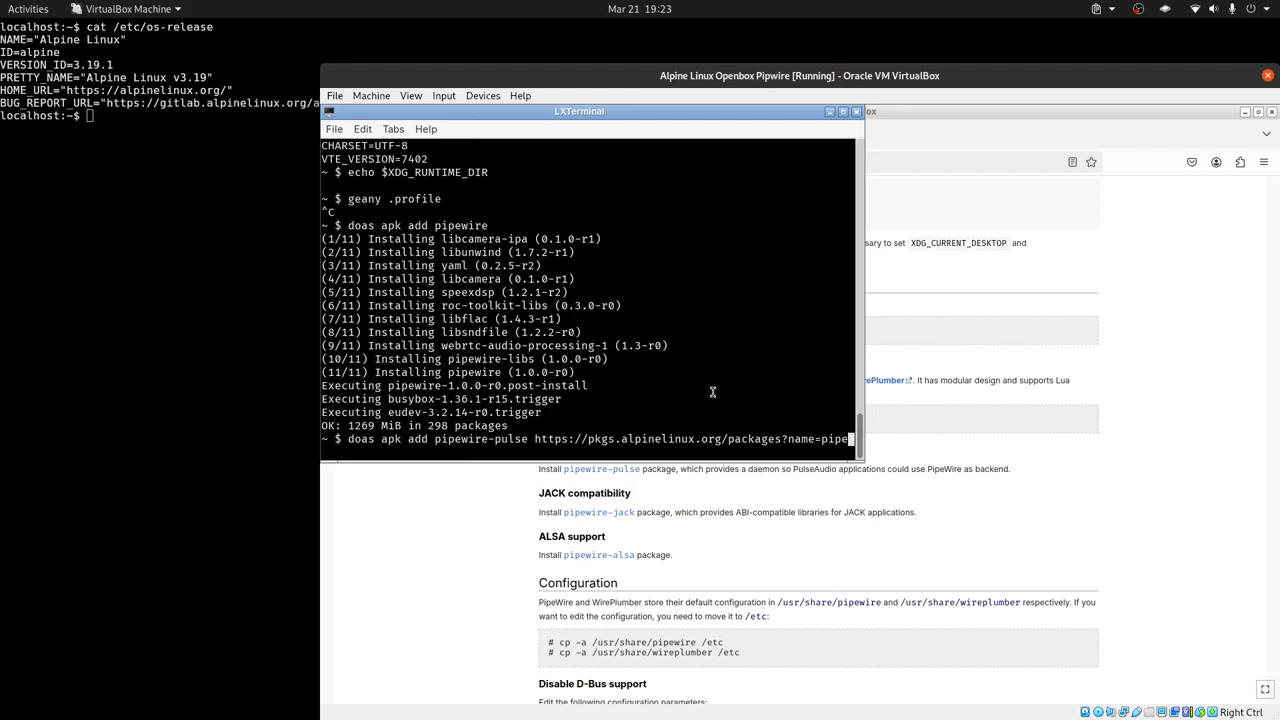 Activities
Virtual Machine
Mar 21 19:23
localhost:~$ cat /etc/os-release
NAME="Alpine Linux"
ID=alpine
VERSION_ID=3.19.1
PRETTY_NAME="Alpine Linux v3.19"
HOME_URL="https://alpinelinux.org/"
BUG_REPORT_URL="https://gitlab.alpinelinux.org/a
localhost:~$
Alpine Linux Openbox Pipwire [Running] - Oracle VM VirtualBox
File Machine View Input Devices Help
LXTerminal
ox
File Edit Tabs Help
CHARSET=UTF-8
VTE_VERSION=7402
~ $ echo $XDG_RUNTIME_DIR
~ $ geany .profile
^C
~ $ doas apk add pipewire
(1/11) Installing libcamera-ipa (0.1.0-r1)
(2/11) Installing libunwind (1.7.2-r1)
(3/11) Installing yaml (0.2.5-r2)
(4/11) Installing libcamera (0.1.0-r1)
(5/11) Installing speexdsp (1.2.1-r2)
(6/11) Installing roc-toolkit-libs (0.3.0-r0)
(7/11) Installing libflac (1.4.3-r1)
(8/11) Installing libsndfile (1.2.2-r0)
(9/11) Installing webrtc-audio-processing-1 (1.3-r0)
(10/11) Installing pipewire-libs (1.0.0-r0)
(11/11) Installing pipewire (1.0.0-r0)
Executing pipewire-1.0.0-r0.post-install
Executing busybox-1.36.1-r15.trigger
Executing eudev-3.2.14-r0.trigger
OK: 1269 MiB in 298 packages
~ $ doas apk add pipewire-pulse https://pkgs.alpinelinux.org/packages?name=pipe
sary to set XDG_CURRENT_DESKTOP and
rePlumber. It has modular design and supports Lua
Install pipewire-pulse package, which provides a daemon so PulseAudio applications could use PipeWire as backend.
JACK compatibility
Install pipewire-jack package, which provides ABI-compatible libraries for JACK applications.
ALSA support
Install pipewire-alsa package.
Configuration
PipeWire and WirePlumber store their default configuration in /usr/share/pipewire and /usr/share/wireplumber respectively. If you
want to edit the configuration, you need to move it to /etc:
# cp -a /usr/share/pipewire /etc
# cp -a /usr/share/wireplumber /etc
Disable D-Bus support
Edit the following configuration parameters:
Right Ctrl